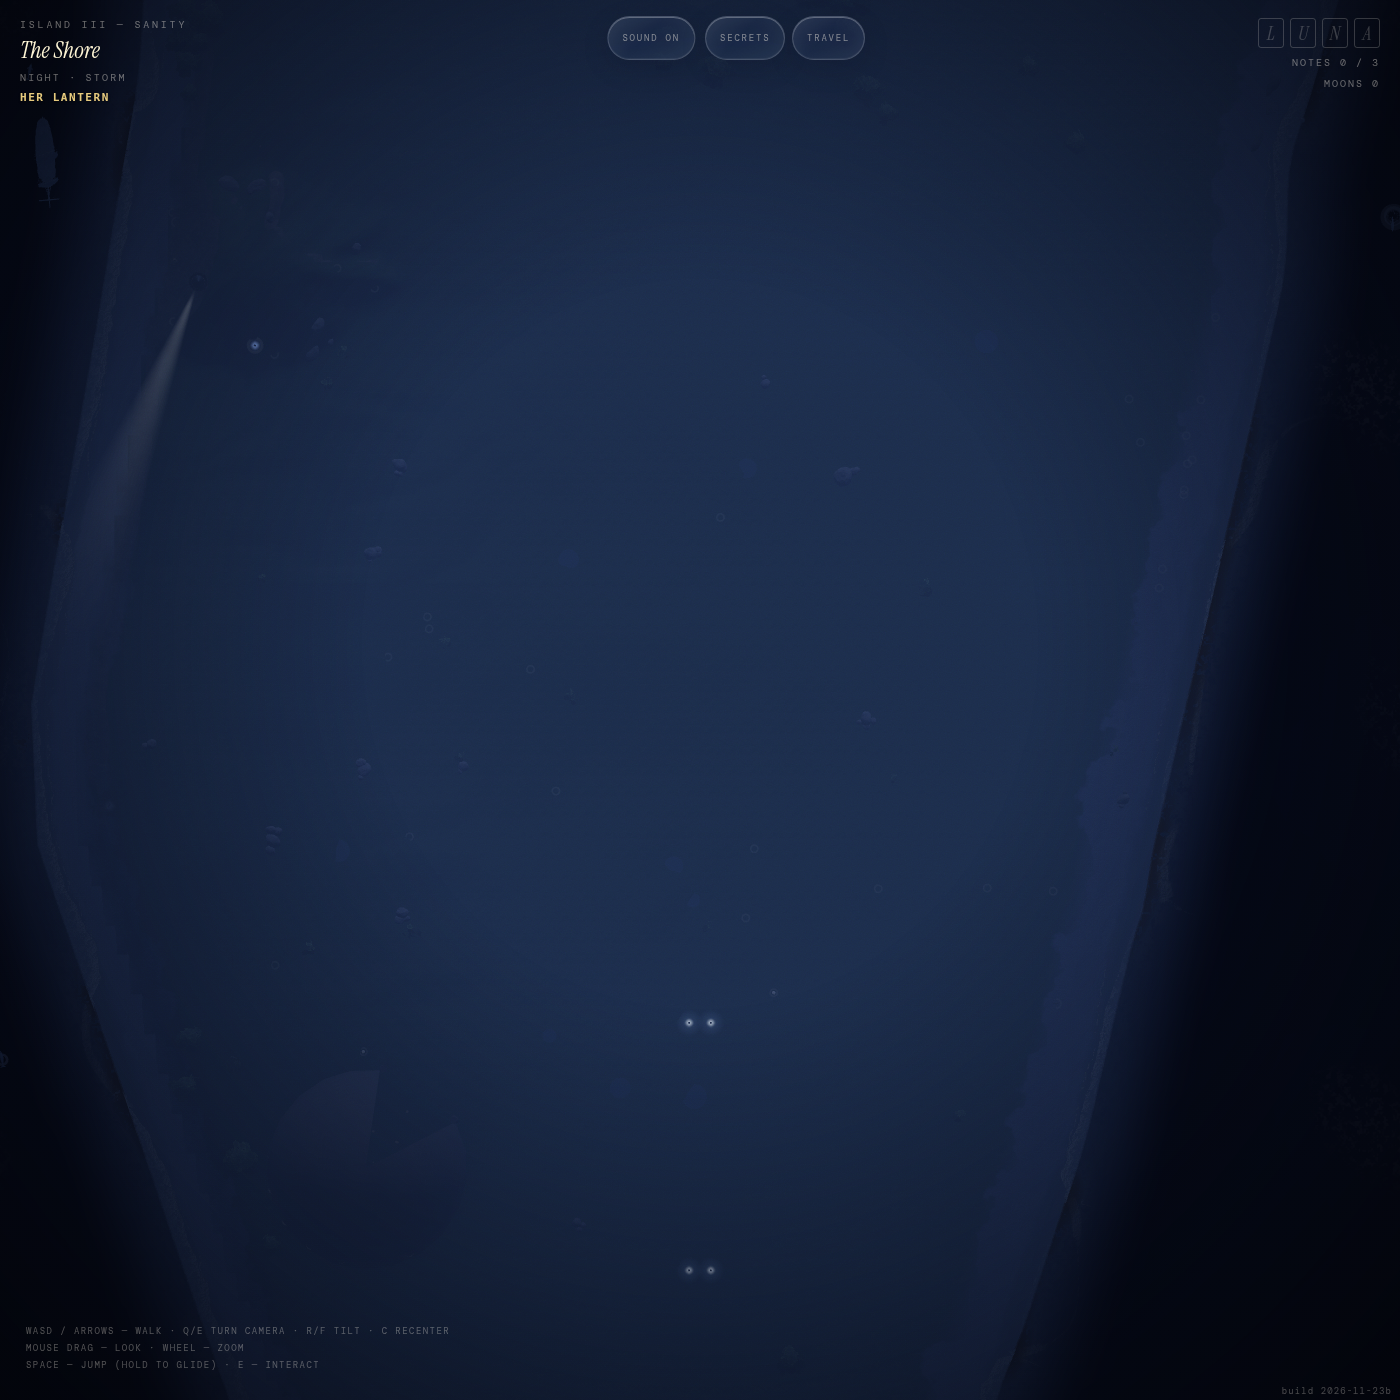 ISLAND III — SANITY
The Shore
NIGHT · STORM
HER LANTERN
SOUND ON
SECRETS
TRAVEL
L U N A
NOTES 0 / 3
MOONS 0
WASD / ARROWS — WALK · Q/E TURN CAMERA · R/F TILT · C RECENTER
MOUSE DRAG — LOOK · WHEEL — ZOOM
SPACE — JUMP (HOLD TO GLIDE) · E — INTERACT
build 2026-11-23b